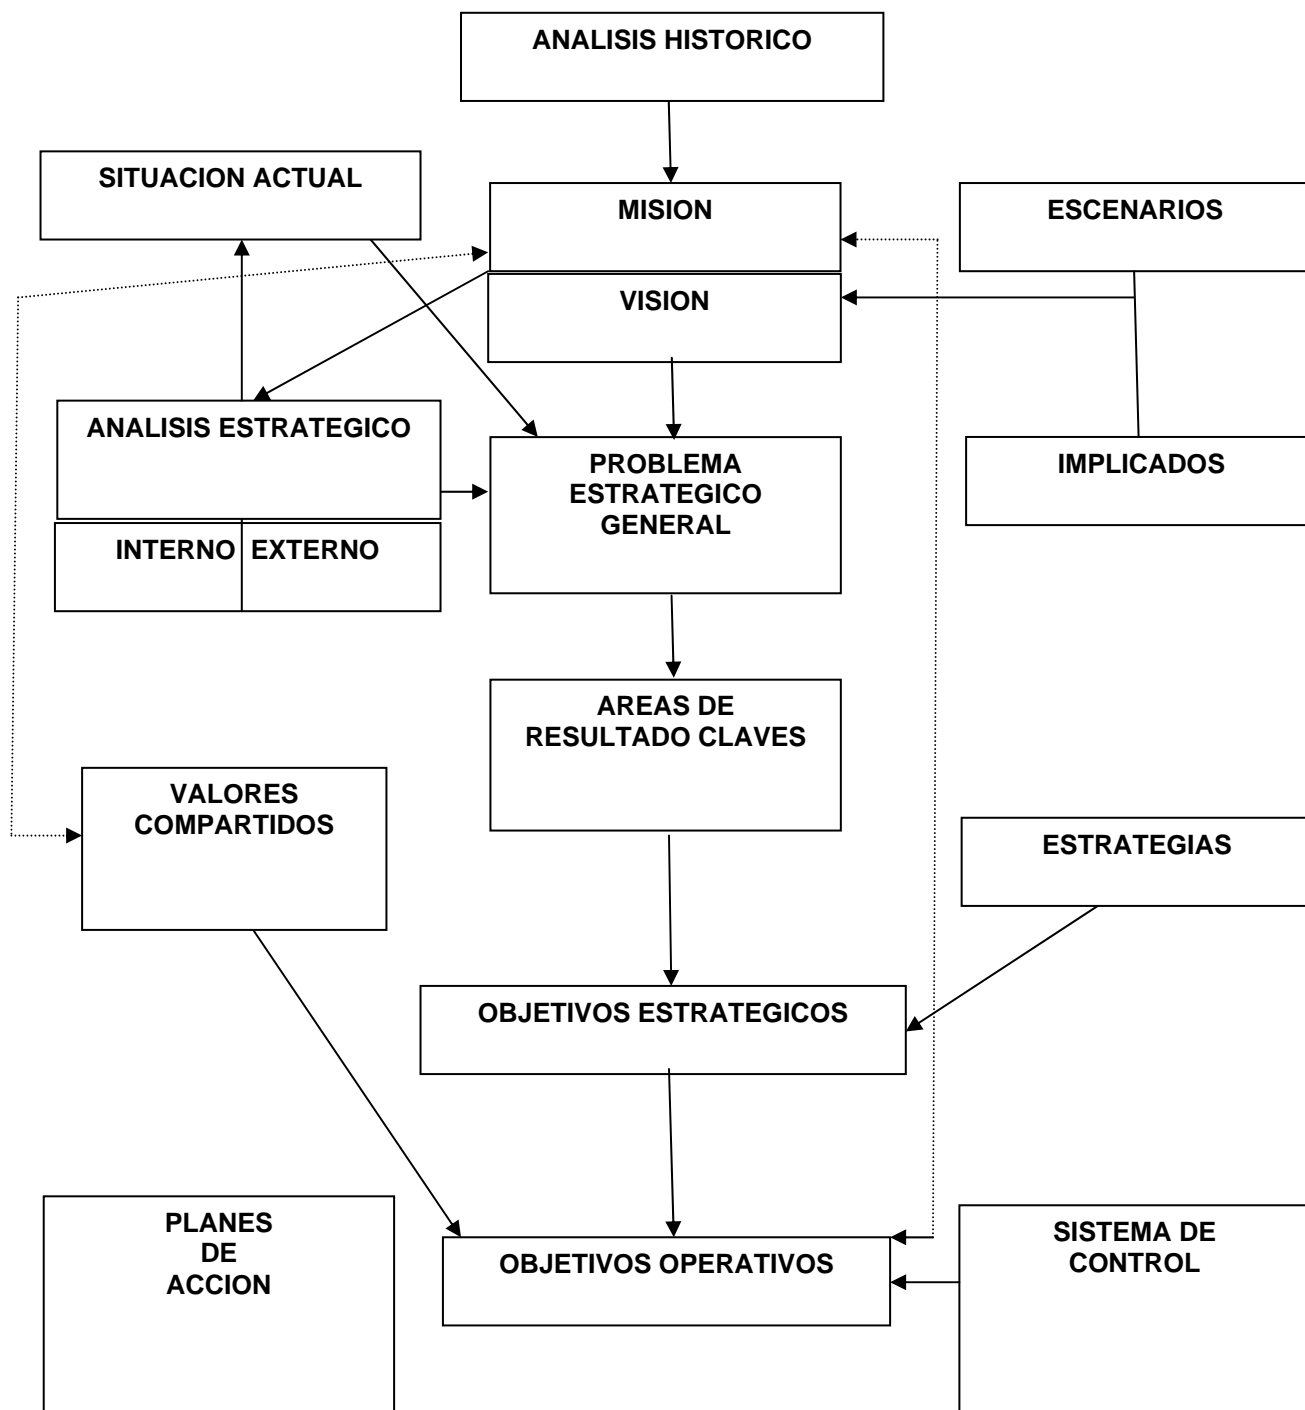 ANALISIS HISTORICO
SITUACION ACTUAL
MISION
ESCENARIOS
VISION
ANALISIS ESTRATEGICO
PROBLEMA
ESTRATEGICO
GENERAL
IMPLICADOS
INTERNO EXTERNO
AREAS DE
RESULTADO CLAVES
VALORES
COMPARTIDOS
ESTRATEGIAS
OBJETIVOS ESTRATEGICOS
PLANES
DE
ACCION
OBJETIVOS OPERATIVOS
SISTEMA DE
CONTROL